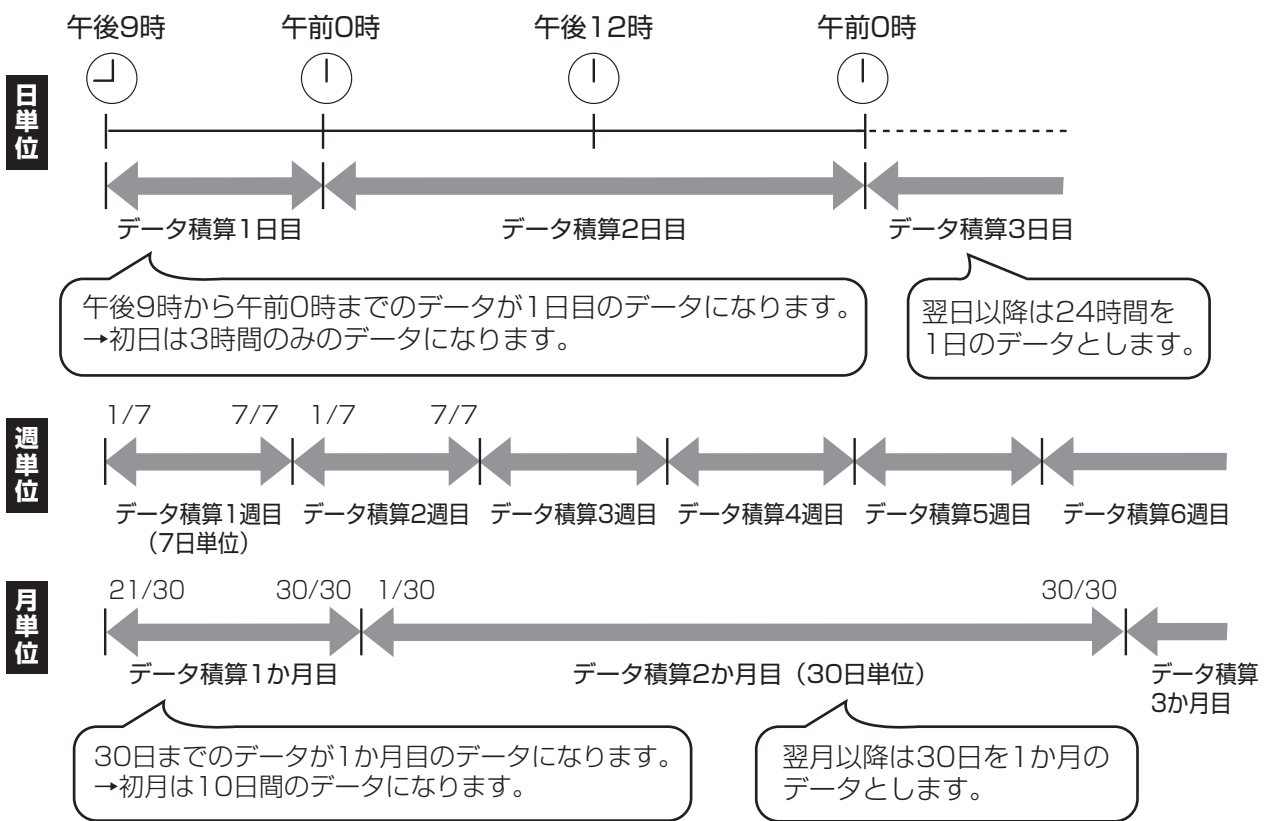 午後9時 午前0時 午後12時 午前0時
日単位
データ積算1日目 データ積算2日目 データ積算3日目
午後9時から午前0時までのデータが1日目のデータになります。
→初日は3時間のみのデータになります。
翌日以降は24時間を
1日のデータとします。
週単位
1/7 7/7 1/7 7/7
データ積算1週目 データ積算2週目 データ積算3週目 データ積算4週目 データ積算5週目 データ積算6週目
（7日単位）
月単位
21/30 30/30 1/30 30/30
データ積算1か月目 データ積算2か月目（30日単位） データ積算
3か月目
30日までのデータが1か月目のデータになります。
→初月は10日間のデータになります。
翌月以降は30日を1か月の
データとします。